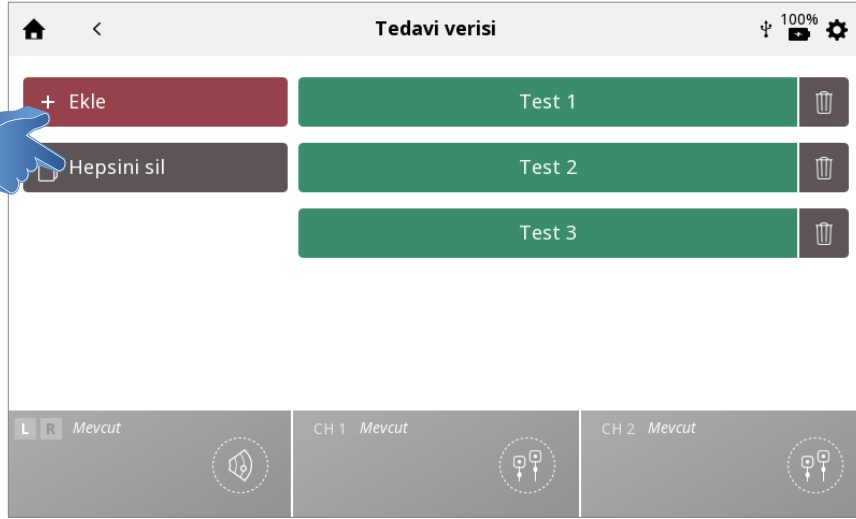 Tedavi verisi
100%
+ Ekle
Test 1
Hepsini sil
Test 2
Test 3
L R Mevcut
CH 1 Mevcut
CH 2 Mevcut